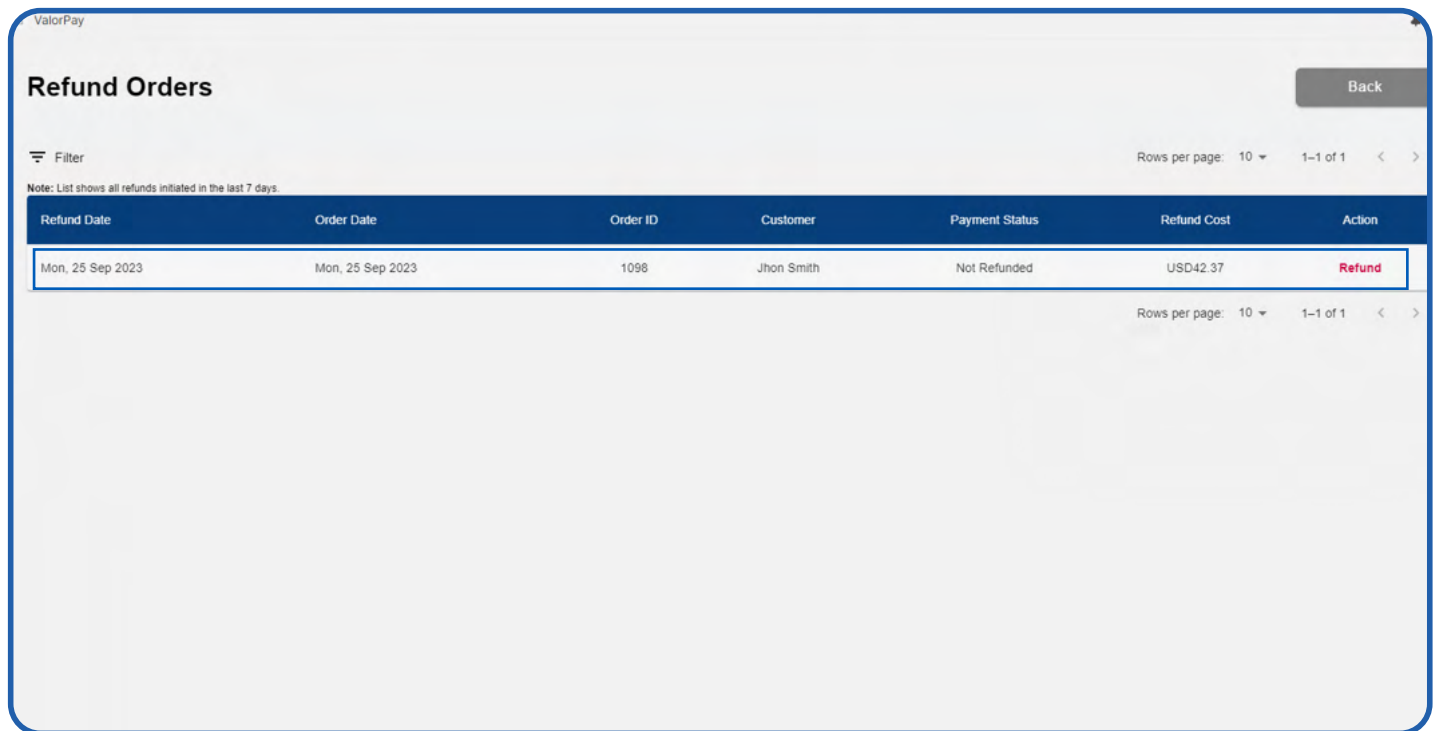 ValorPay
Refund Orders
Back
Filter
Rows per page: 10 1–1 of 1
Note: List shows all refunds initiated in the last 7 days.
Refund Date Order Date Order ID Customer Payment Status Refund Cost Action
Mon, 25 Sep 2023 Mon, 25 Sep 2023 1098 Jhon Smith Not Refunded USD42.37 Refund
Rows per page: 10 1–1 of 1